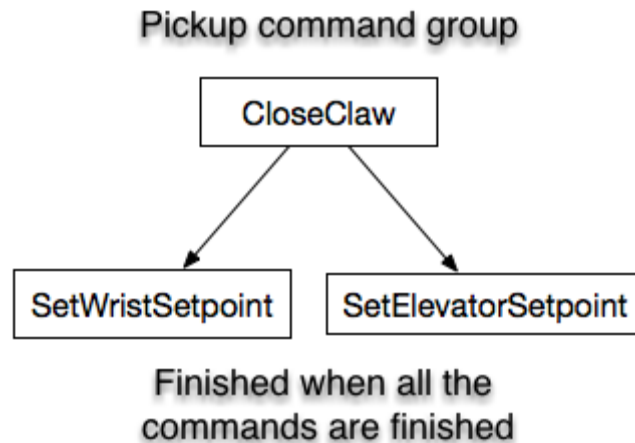 Pickup command group
CloseClaw
SetWristSetpoint
SetElevatorSetpoint
Finished when all the
commands are finished